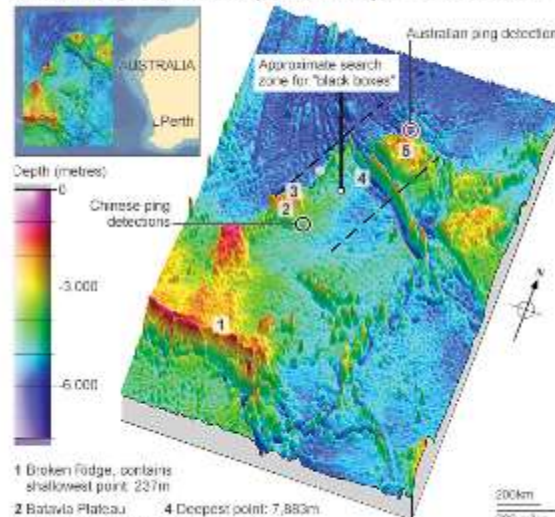 Australian ping detection
AUSTRALIA
Perth
Approximate search
zone for "black boxes"
Depth (metres)
0
Chinese ping
detections
-3,000
-6,000
1
2
3
4
5
N
1 Broken Ridge, contains
shallowest point: 237m
2 Batavia Plateau
4 Deepest point: 7,883m
200km